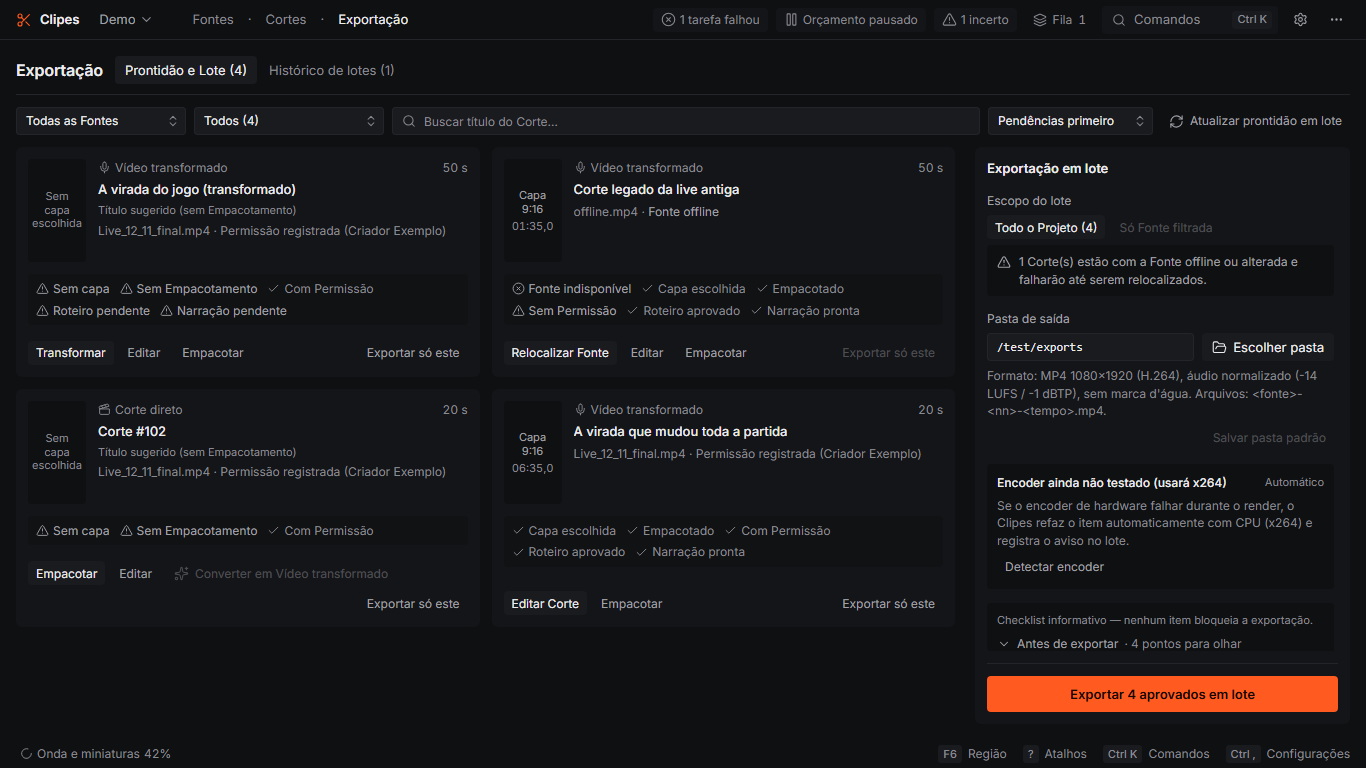 Clipes Demo Fontes · Cortes · Exportação 1 tarefa falhou Orçamento pausado 1 incerto Fila 1 Comandos Ctrl K
Exportação Prontidão e Lote (4) Histórico de lotes (1)
Todas as Fontes Todos (4) Buscar título do Corte... Pendências primeiro Atualizar prontidão em lote
Sem capa escolhida
Vídeo transformado 50 s
A virada do jogo (transformado)
Título sugerido (sem Empacotamento)
Live_12_11_final.mp4 · Permissão registrada (Criador Exemplo)
Sem capa Sem Empacotamento Com Permissão
Roteiro pendente Narração pendente
Transformar Editar Empacotar Exportar só este
Capa
9:16
01:35,0
Vídeo transformado 50 s
Corte legado da live antiga
offline.mp4 · Fonte offline
Fonte indisponível Capa escolhida Empacotado
Sem Permissão Roteiro aprovado Narração pronta
Relocalizar Fonte Editar Empacotar Exportar só este
Sem capa escolhida
Corte direto 20 s
Corte #102
Título sugerido (sem Empacotamento)
Live_12_11_final.mp4 · Permissão registrada (Criador Exemplo)
Sem capa Sem Empacotamento Com Permissão
Empacotar Editar Converter em Vídeo transformado
Exportar só este
Capa
9:16
06:35,0
Vídeo transformado 20 s
A virada que mudou toda a partida
Live_12_11_final.mp4 · Permissão registrada (Criador Exemplo)
Capa escolhida Empacotado Com Permissão
Roteiro aprovado Narração pronta
Editar Corte Empacotar Exportar só este
Exportação em lote
Escopo do lote
Todo o Projeto (4) Só Fonte filtrada
1 Corte(s) estão com a Fonte offline ou alterada e
falharão até serem relocalizados.
Pasta de saída
/test/exports Escolher pasta
Formato: MP4 1080×1920 (H.264), áudio normalizado (-14
LUFS / -1 dBTP), sem marca d'água. Arquivos: <fonte>-
<nn>-<tempo>.mp4.
Salvar pasta padrão
Encoder ainda não testado (usará x264) Automático
Se o encoder de hardware falhar durante o render, o
Clipes refaz o item automaticamente com CPU (x264) e
registra o aviso no lote.
Detectar encoder
Checklist informativo — nenhum item bloqueia a exportação.
Antes de exportar · 4 pontos para olhar
Exportar 4 aprovados em lote
Onda e miniaturas 42% F6 Região ? Atalhos Ctrl K Comandos Ctrl , Configurações